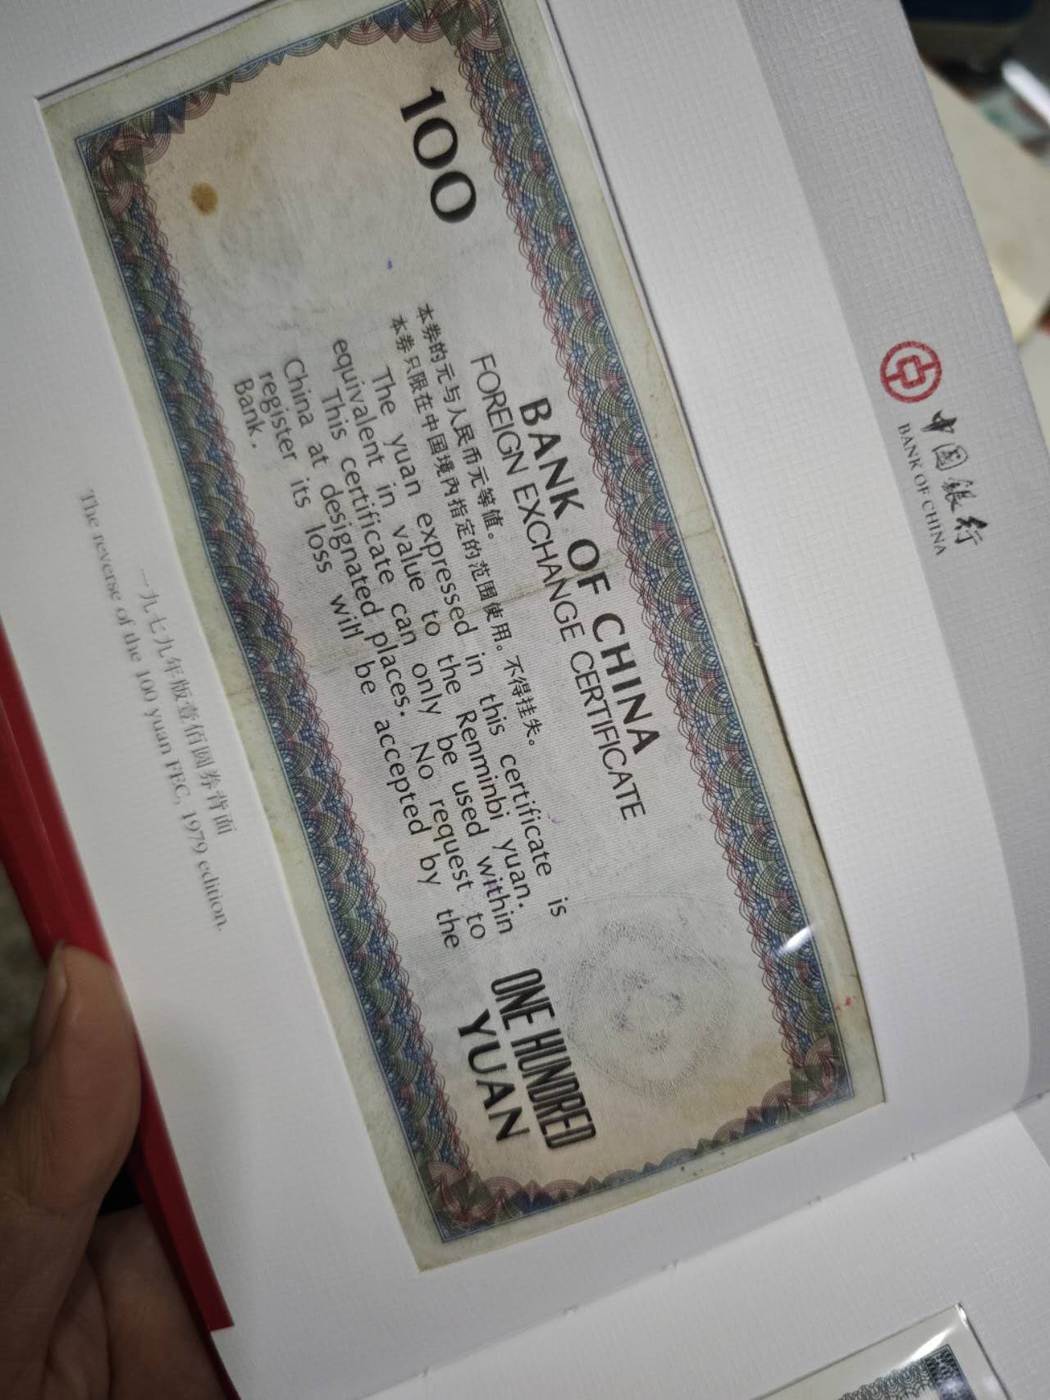 中国银行
BANK OF CHINA
100
BANK OF CHINA
FOREIGN EXCHANGE CERTIFICATE
本券的元与人民币元等值。
本券只限在中国境内指定的范围使用。不得挂失。
The yuan expressed in this certificate is
equivalent in value to the Renminbi yuan.
This certificate can only be used within
China at designated places. No request to
register its loss will be accepted by the
Bank.
ONE HUNDRED
YUAN
一九七九年版壹佰圆券背面
The reverse of the 100 yuan FEC, 1979 edition.